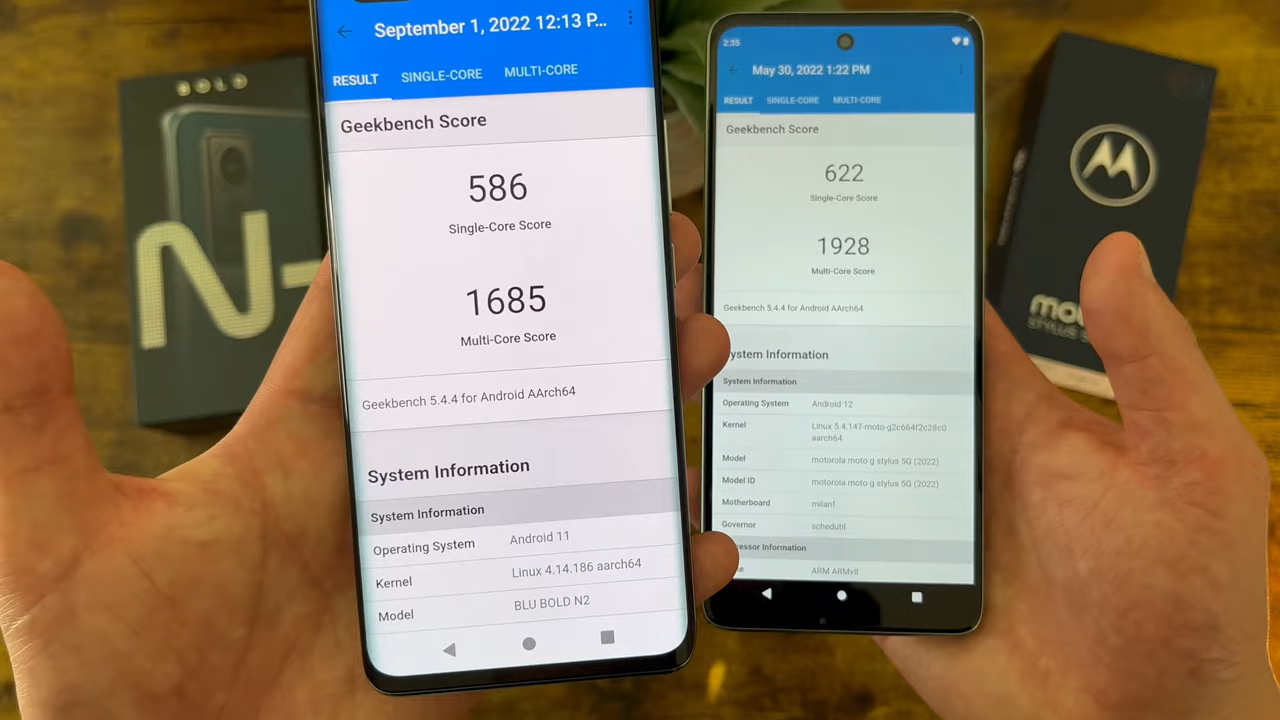 BOLD
N-
September 1, 2022 12:13 P...
RESULT SINGLE-CORE MULTI-CORE
Geekbench Score
586
Single-Core Score
1685
Multi-Core Score
Geekbench 5.4.4 for Android AArch64
System Information
System Information
Operating System Android 11
Kernel Linux 4.14.186 aarch64
Model BLU BOLD N2
2:35
May 30, 2022 1:22 PM
RESULT SINGLE-CORE MULTI-CORE
Geekbench Score
622
Single-Core Score
1928
Multi-Core Score
Geekbench 5.4.4 for Android AArch64
ystem Information
System Information
Operating System Android 12
Kernel Linux 5.4.147-moto-g2c664f2c28c0
aarch64
Model motorola moto g stylus 5G (2022)
Model ID motorola moto g stylus 5G (2022)
Motherboard milanf
Governor schedutil
essor Information
ARM ARMv8
STYLUS